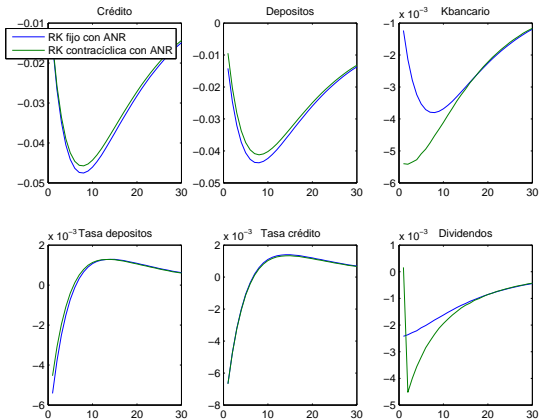 Crédito
Depositos
Kbancario
x 10⁻³
RK fijo con ANR
RK contracíclica con ANR
-0.01
-0.02
-0.03
-0.04
-0.05
0 10 20 30
0
-0.01
-0.02
-0.03
-0.04
-0.05
0 10 20 30
-1
-2
-3
-4
-5
-6
0 10 20 30
x 10⁻³ Tasa depositos
Tasa crédito
Dividendos
x 10⁻³
x 10⁻³
2
0
-2
-4
-6
0 10 20 30
2
0
-2
-4
-6
-8
0 10 20 30
1
0
-1
-2
-3
-4
-5
0 10 20 30